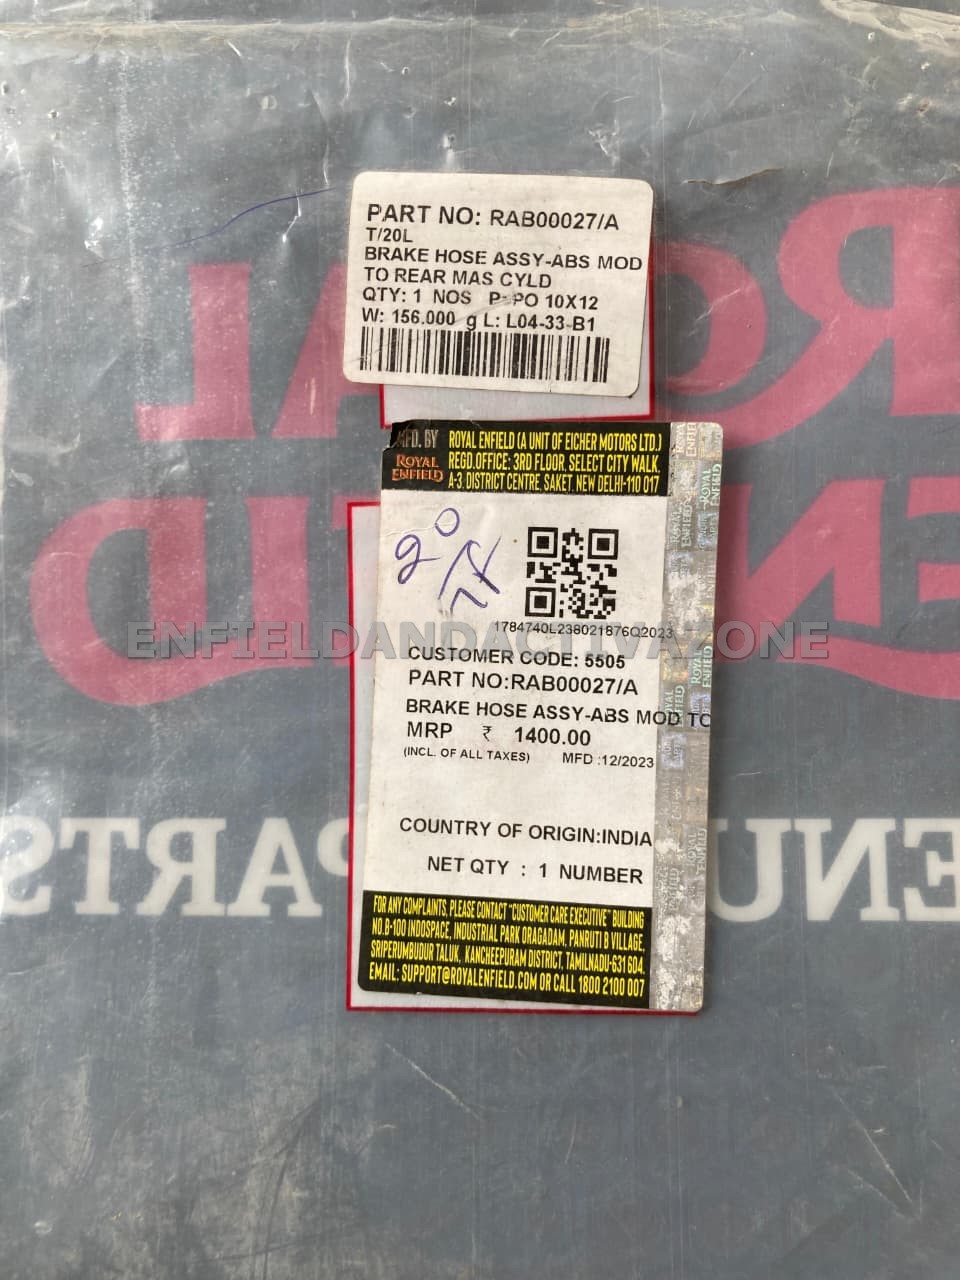 PART NO: RAB00027/A
T/20L
BRAKE HOSE ASSY-ABS MOD
TO REAR MAS CYLD
QTY: 1 NOS P: PO 10X12
W: 156.000 g L: L04-33-B1
ROYAL
ENFIELD
GENUINE PARTS
MFD. BY
ROYAL ENFIELD
ROYAL ENFIELD (A UNIT OF EICHER MOTORS LTD.)
REGD.OFFICE: 3RD FLOOR, SELECT CITY WALK,
A-3, DISTRICT CENTRE, SAKET, NEW DELHI-110 017
1784740L238021876Q2023
ENFIELDANDACTIVAZONE
CUSTOMER CODE: 5505
PART NO:RAB00027/A
BRAKE HOSE ASSY-ABS MOD TO
MRP ₹ 1400.00
(INCL. OF ALL TAXES) MFD :12/2023
COUNTRY OF ORIGIN:INDIA
NET QTY : 1 NUMBER
FOR ANY COMPLAINTS, PLEASE CONTACT "CUSTOMER CARE EXECUTIVE" BUILDING
NO.B-100 INDOSPACE, INDUSTRIAL PARK ORAGADAM, PANRUTI B VILLAGE,
SRIPERUMBUDUR TALUK, KANCHEEPURAM DISTRICT, TAMILNADU-631 604.
EMAIL: SUPPORT@ROYALENFIELD.COM OR CALL 1800 2100 007